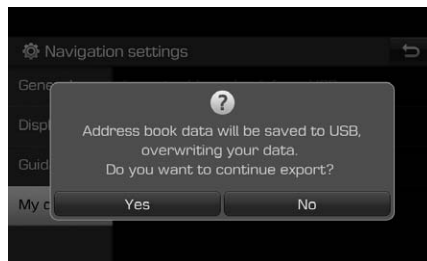 Navigation settings
Address book data will be saved to USB,
overwriting your data.
Do you want to continue export?
Yes
No